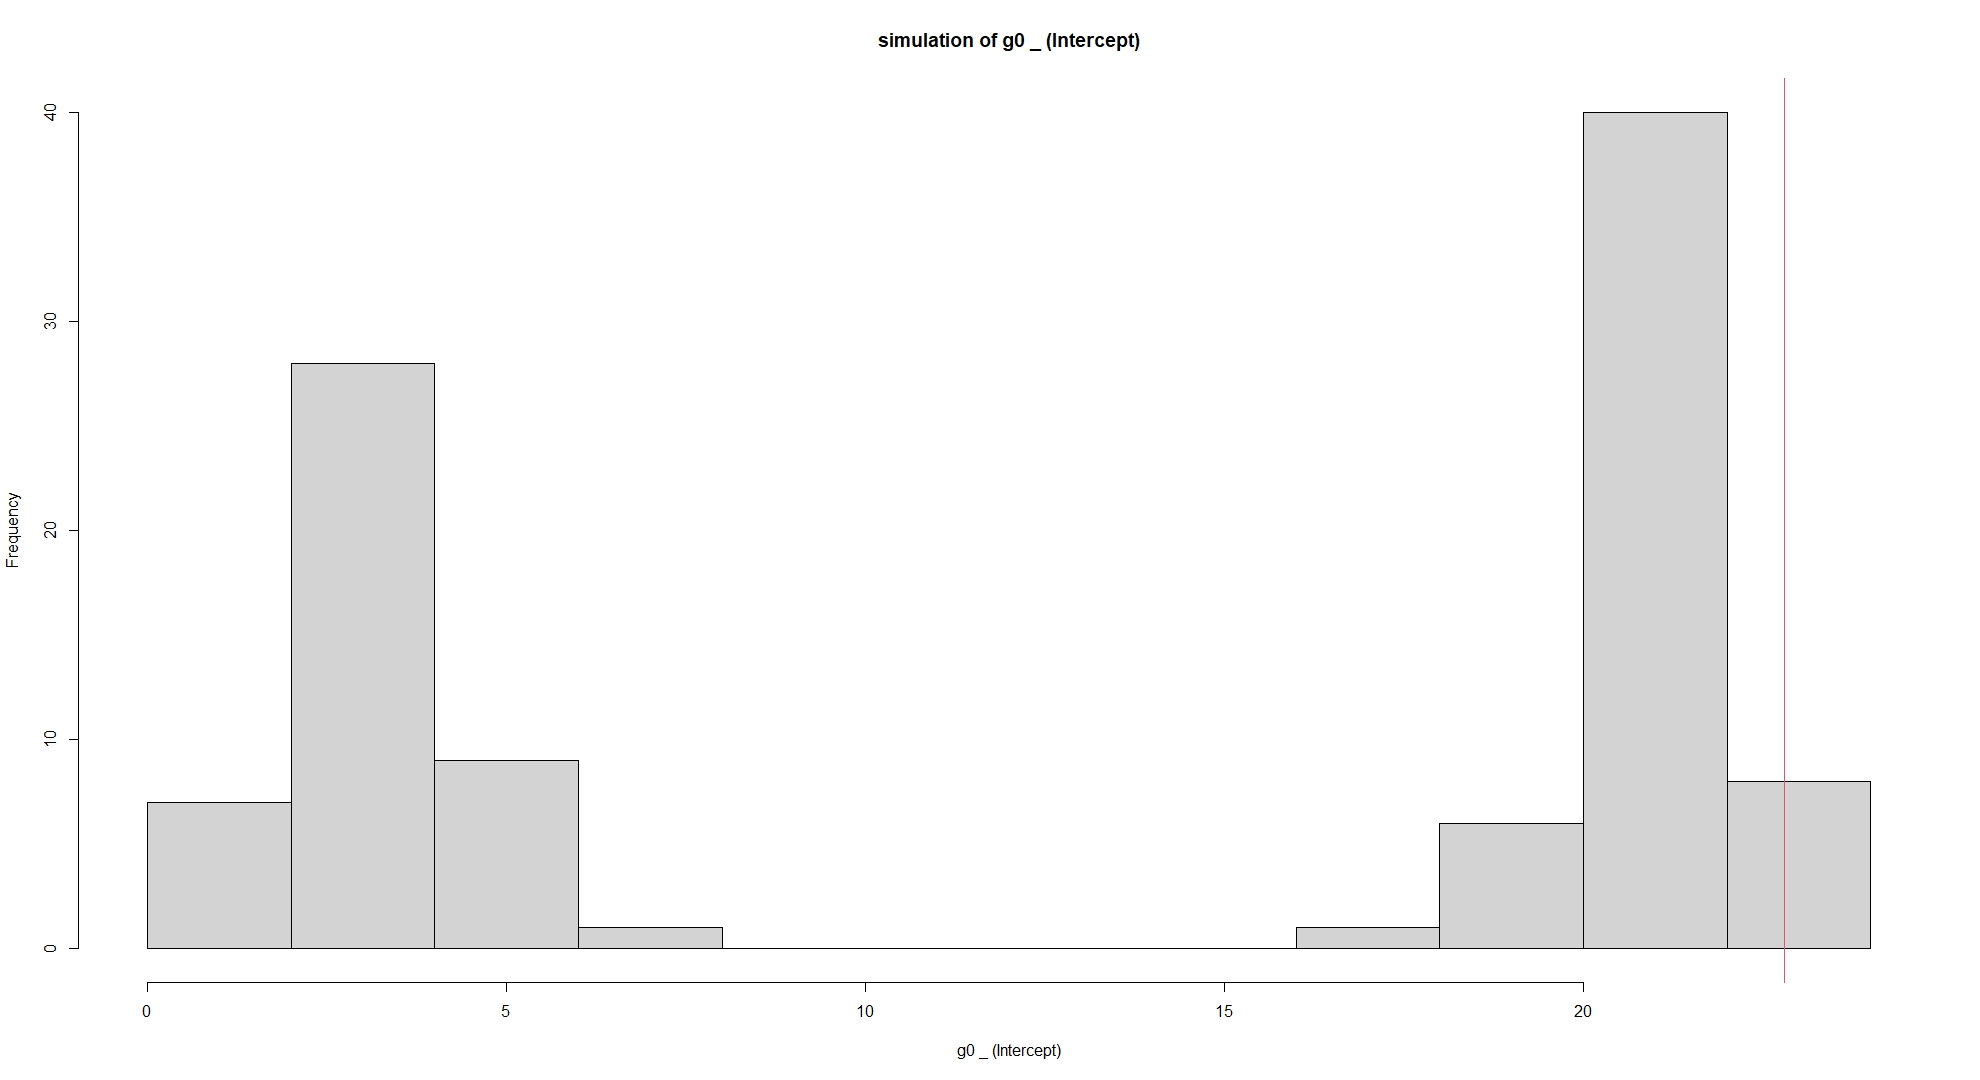 simulation of g0 _ (Intercept)
40
30
20
10
0
Frequency
0 5 10 15 20
g0 _ (Intercept)